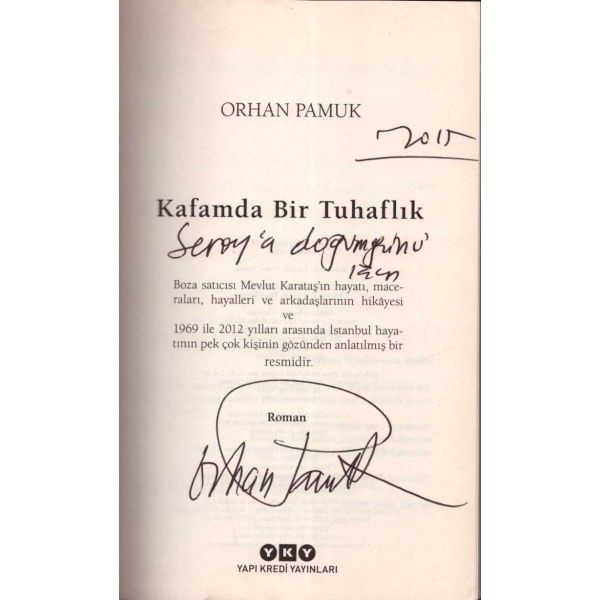 ORHAN PAMUK
2015
Kafamda Bir Tuhaflık
Seray'a doğumgünü
için
Boza satıcısı Mevlut Karataş'ın hayatı, mace-
raları, hayalleri ve arkadaşlarının hikâyesi
ve
1969 ile 2012 yılları arasında İstanbul haya-
tının pek çok kişinin gözünden anlatılmış bir
resmidir.
Roman
Orhan Pamuk
YKY
YAPI KREDİ YAYINLARI